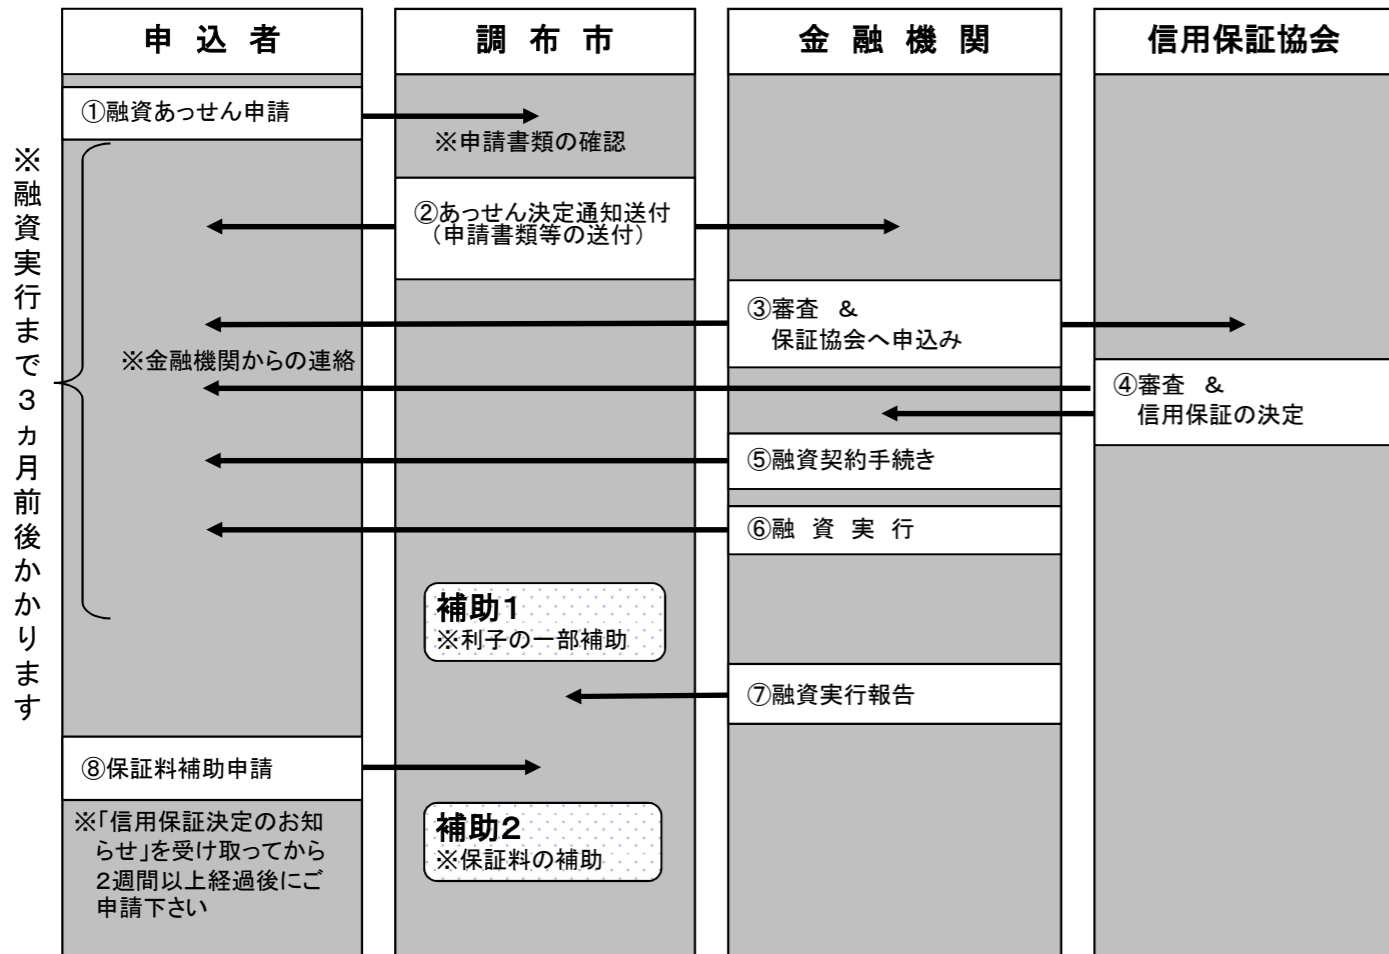 申 込 者
調 布 市
金 融 機 関
信用保証協会
※融資実行まで3ヵ月前後かかります
①融資あっせん申請
※申請書類の確認
②あっせん決定通知送付
（申請書類等の送付）
③審査 &
保証協会へ申込み
※金融機関からの連絡
④審査 &
信用保証の決定
⑤融資契約手続き
⑥融 資 実 行
補助1
※利子の一部補助
⑦融資実行報告
⑧保証料補助申請
※「信用保証決定のお知
らせ」を受け取ってから
2週間以上経過後にご
申請下さい
補助2
※保証料の補助